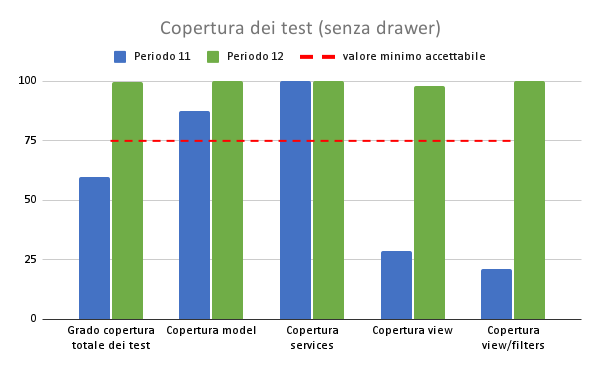 Copertura dei test (senza drawer)
Periodo 11 Periodo 12 valore minimo accettabile
100
75
50
25
0
Grado copertura totale dei test
Copertura model
Copertura services
Copertura view
Copertura view/filters